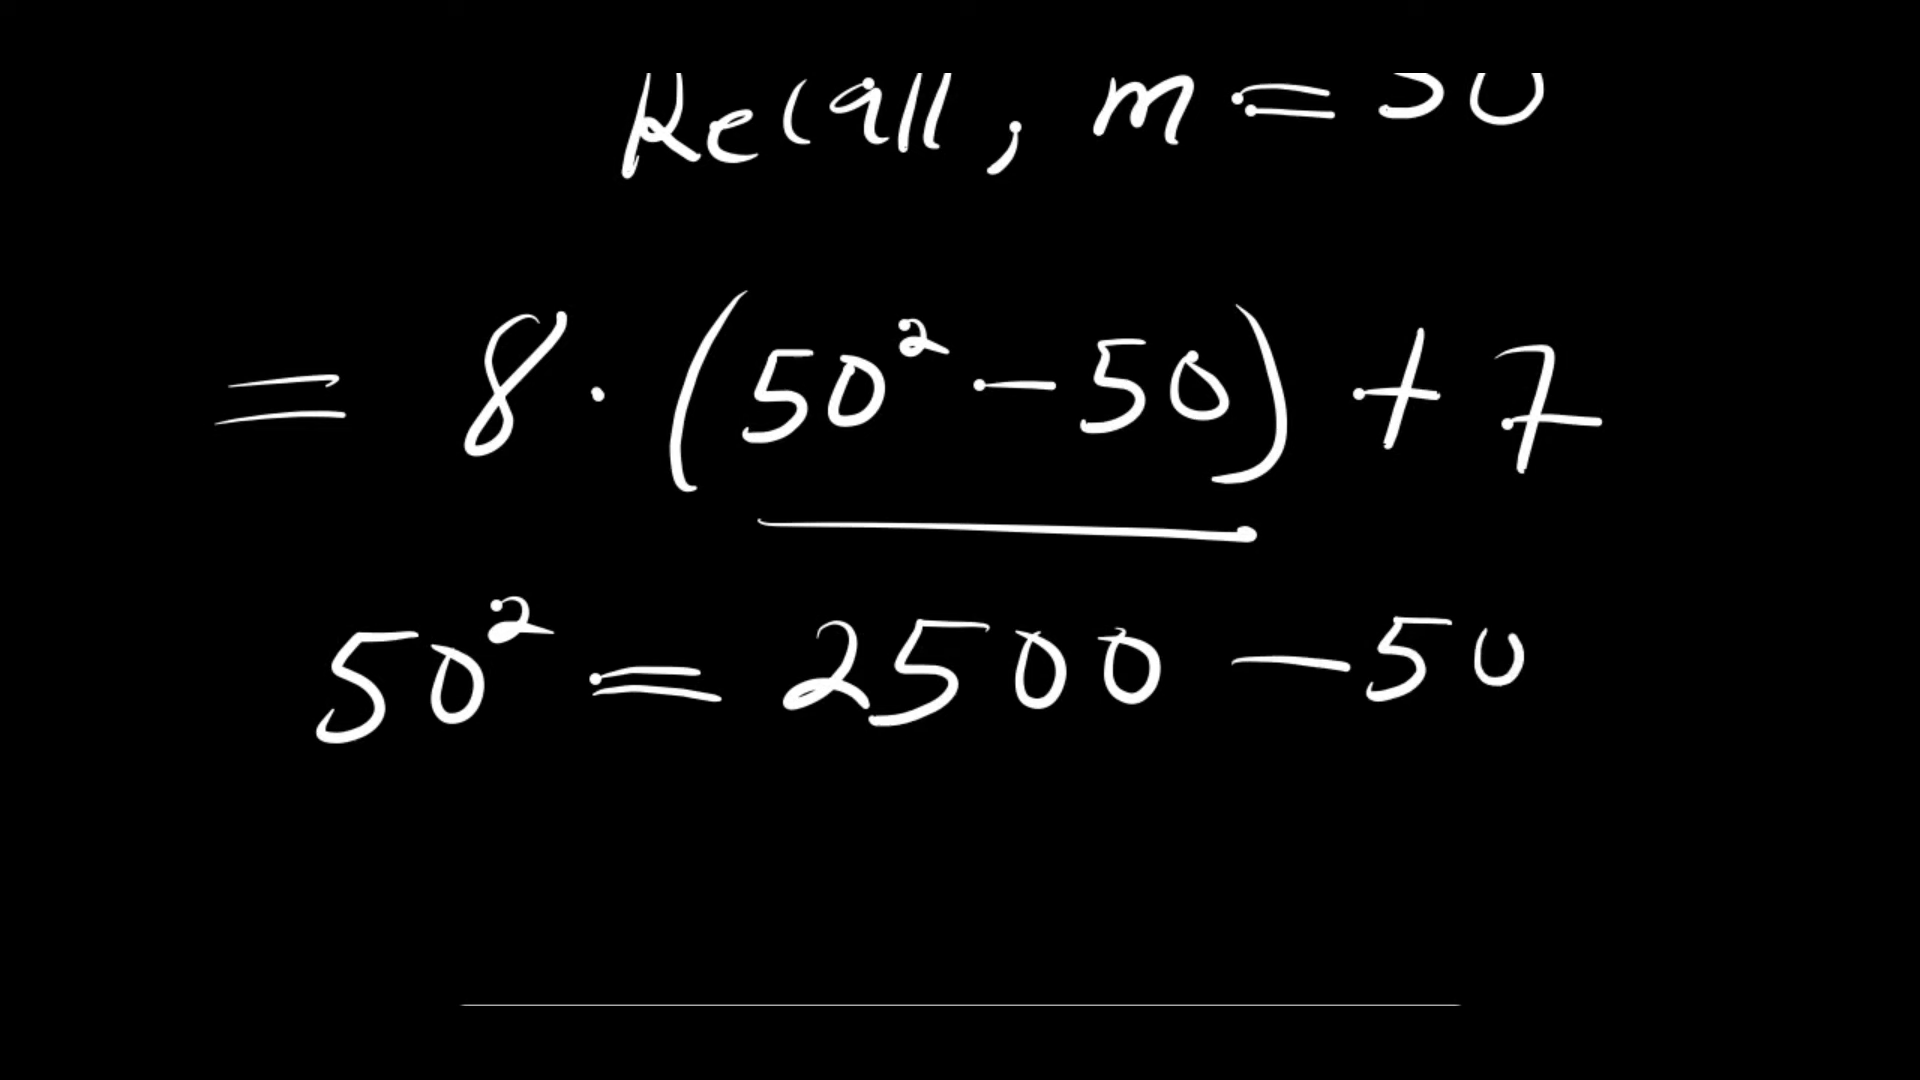 Recall, m = 50
= 8 · (50² - 50) + 7
50² = 2500 - 50